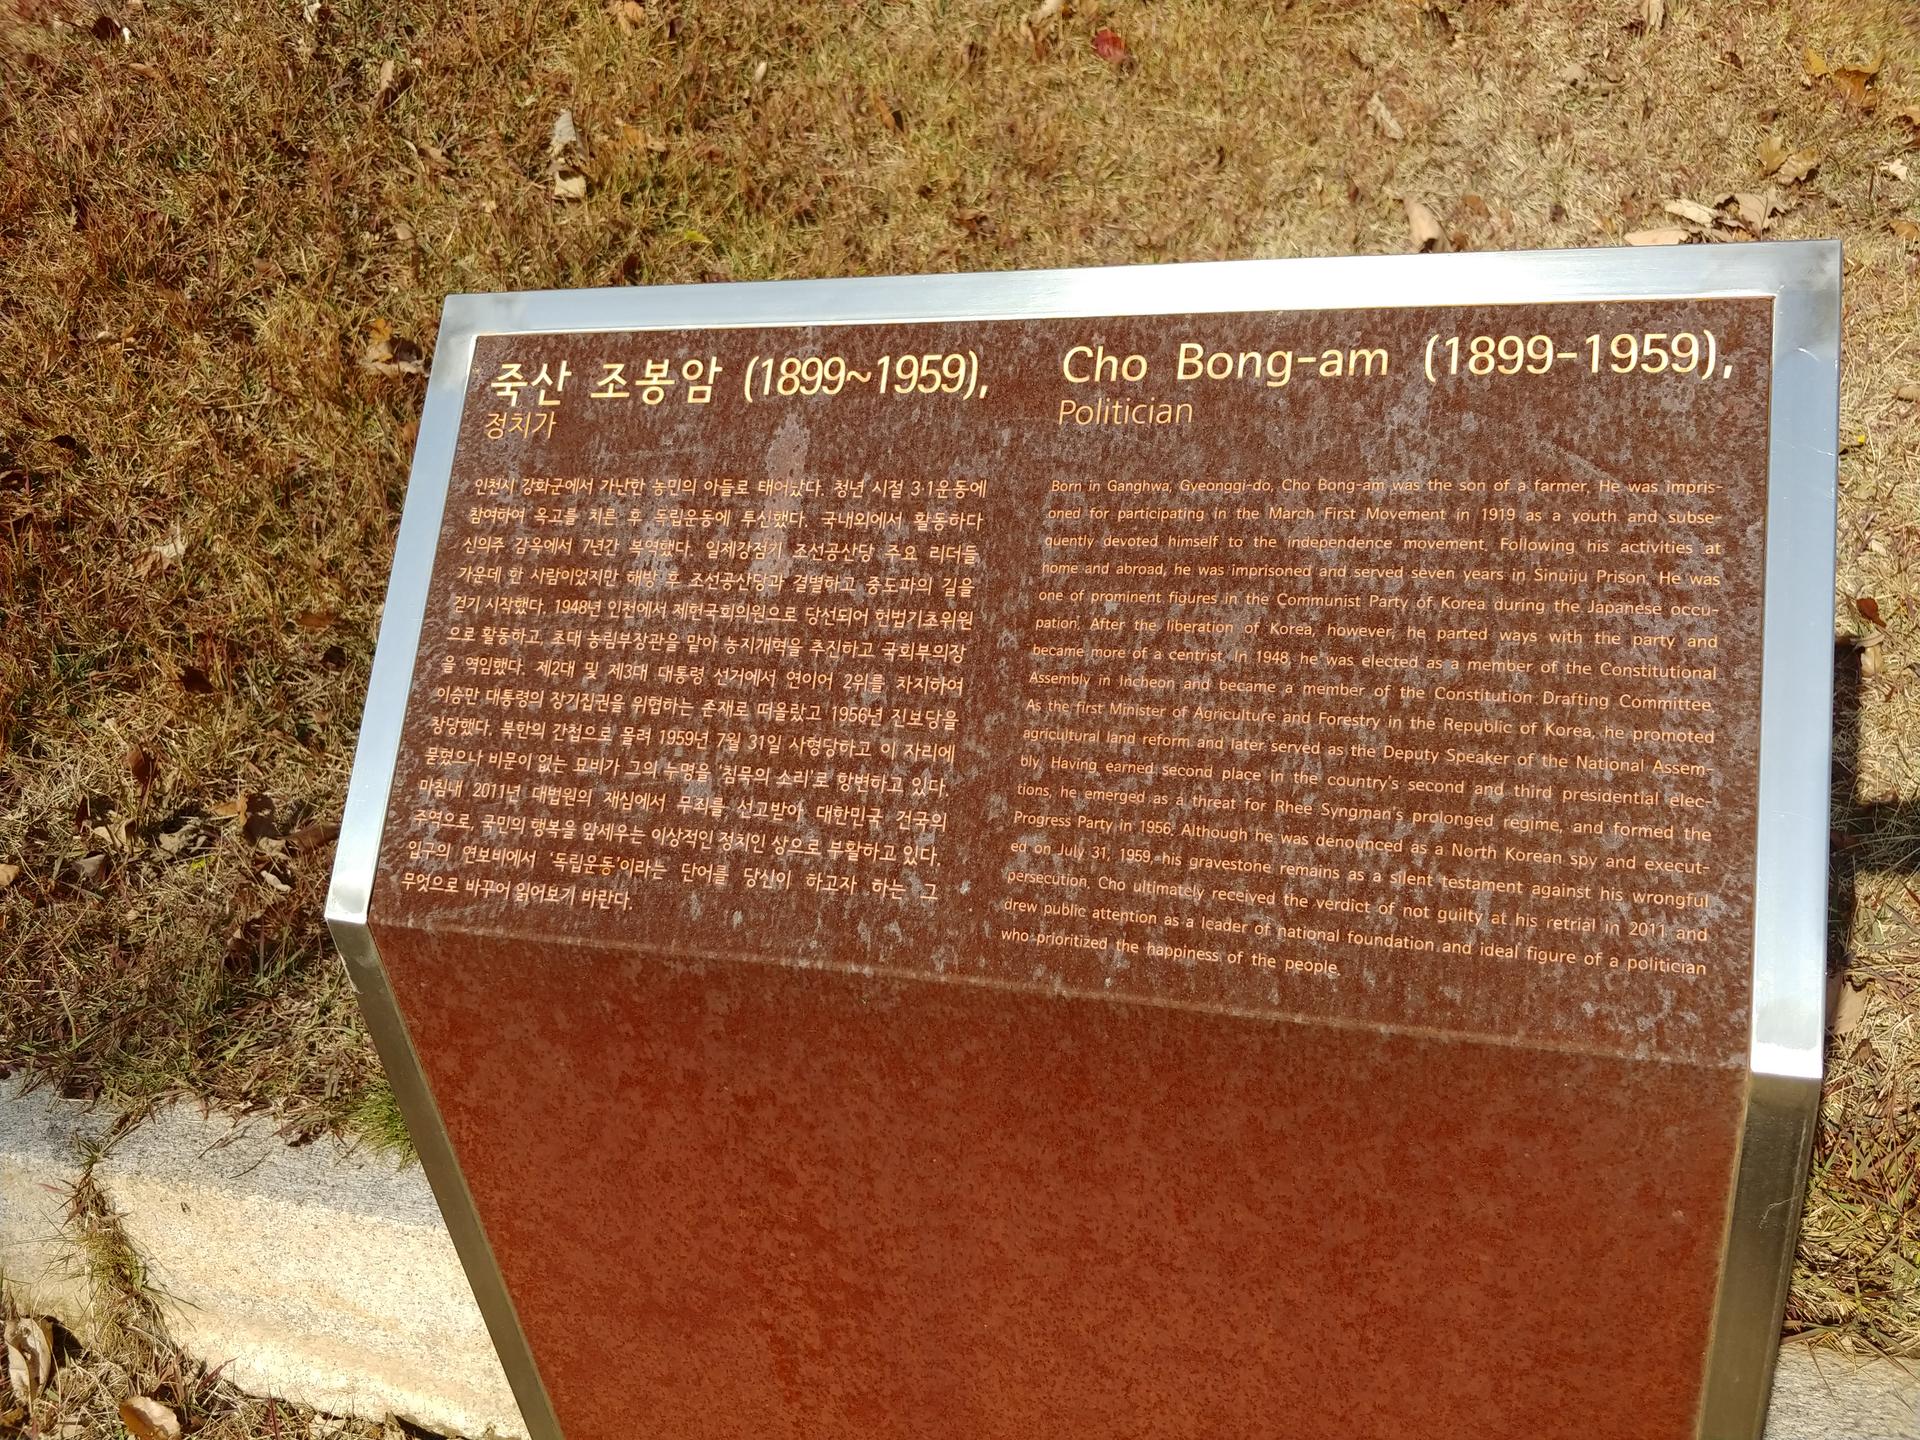 죽산 조봉암 (1899~1959),
정치가
인천시 강화군에서 가난한 농민의 아들로 태어났다. 청년 시절 3·1운동에
참여하여 옥고를 치른 후 독립운동에 투신했다. 국내외에서 활동하다
신의주 감옥에서 7년간 복역했다. 일제강점기 조선공산당 주요 리더들
가운데 한 사람이었지만 해방 후 조선공산당과 결별하고 중도파의 길을
걷기 시작했다. 1948년 인천에서 제헌국회의원으로 당선되어 헌법기초위원
으로 활동하고, 초대 농림부장관을 맡아 농지개혁을 추진하고 국회부의장
을 역임했다. 제2대 및 제3대 대통령 선거에서 연이어 2위를 차지하여
이승만 대통령의 장기집권을 위협하는 존재로 떠올랐고 1956년 진보당을
창당했다. 북한의 간첩으로 몰려 1959년 7월 31일 사형당하고 이 자리에
묻혔으나 비문이 없는 묘비가 그의 누명을 '침묵의 소리'로 항변하고 있다.
마침내 2011년 대법원의 재심에서 무죄를 선고받아 대한민국 건국의
주역으로, 국민의 행복을 앞세우는 이상적인 정치인 상으로 부활하고 있다.
입구의 연보비에서 '독립운동'이라는 단어를 당신이 하고자 하는 그
무엇으로 바꾸어 읽어보기 바란다.
Cho Bong-am (1899-1959),
Politician
Born in Ganghwa, Gyeonggi-do, Cho Bong-am was the son of a farmer. He was impris-
oned for participating in the March First Movement in 1919 as a youth and subse-
quently devoted himself to the independence movement. Following his activities at
home and abroad, he was imprisoned and served seven years in Sinuiju Prison. He was
one of prominent figures in the Communist Party of Korea during the Japanese occu-
pation. After the liberation of Korea, however, he parted ways with the party and
became more of a centrist. In 1948, he was elected as a member of the Constitutional
Assembly in Incheon and became a member of the Constitution Drafting Committee.
As the first Minister of Agriculture and Forestry in the Republic of Korea, he promoted
agricultural land reform and later served as the Deputy Speaker of the National Assem-
bly. Having earned second place in the country's second and third presidential elec-
tions, he emerged as a threat for Rhee Syngman's prolonged regime, and formed the
Progress Party in 1956. Although he was denounced as a North Korean spy and execut-
ed on July 31, 1959, his gravestone remains as a silent testament against his wrongful
persecution. Cho ultimately received the verdict of not guilty at his retrial in 2011 and
drew public attention as a leader of national foundation and ideal figure of a politician
who prioritized the happiness of the people.